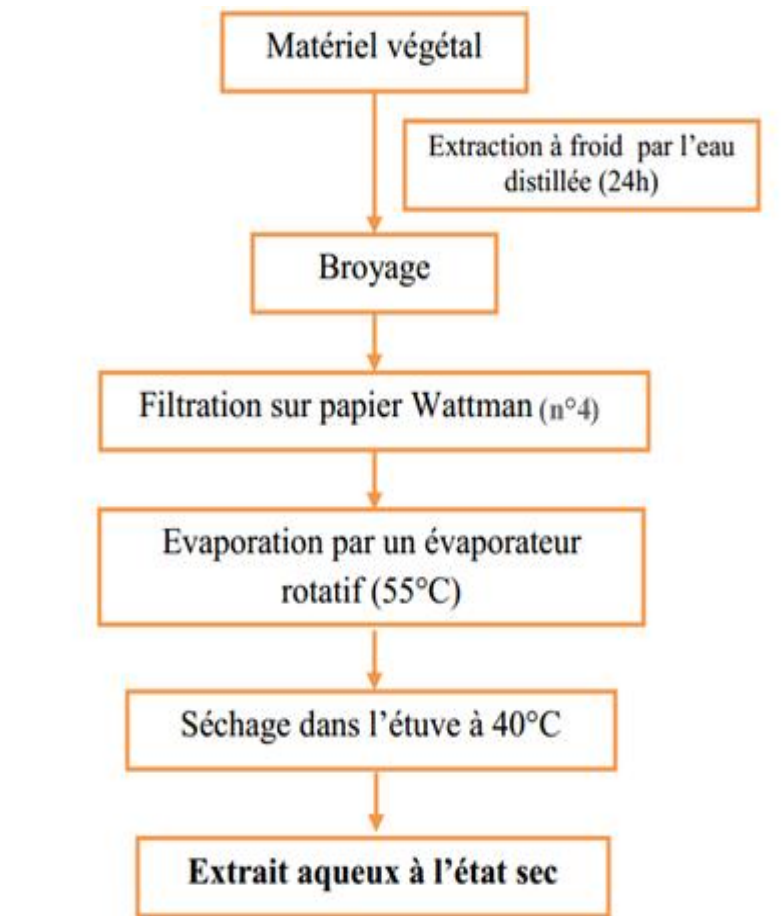 Matériel végétal
Extraction à froid par l'eau
distillée (24h)
Broyage
Filtration sur papier Wattman (n°4)
Evaporation par un évaporateur
rotatif (55°C)
Séchage dans l'étuve à 40°C
Extrait aqueux à l'état sec